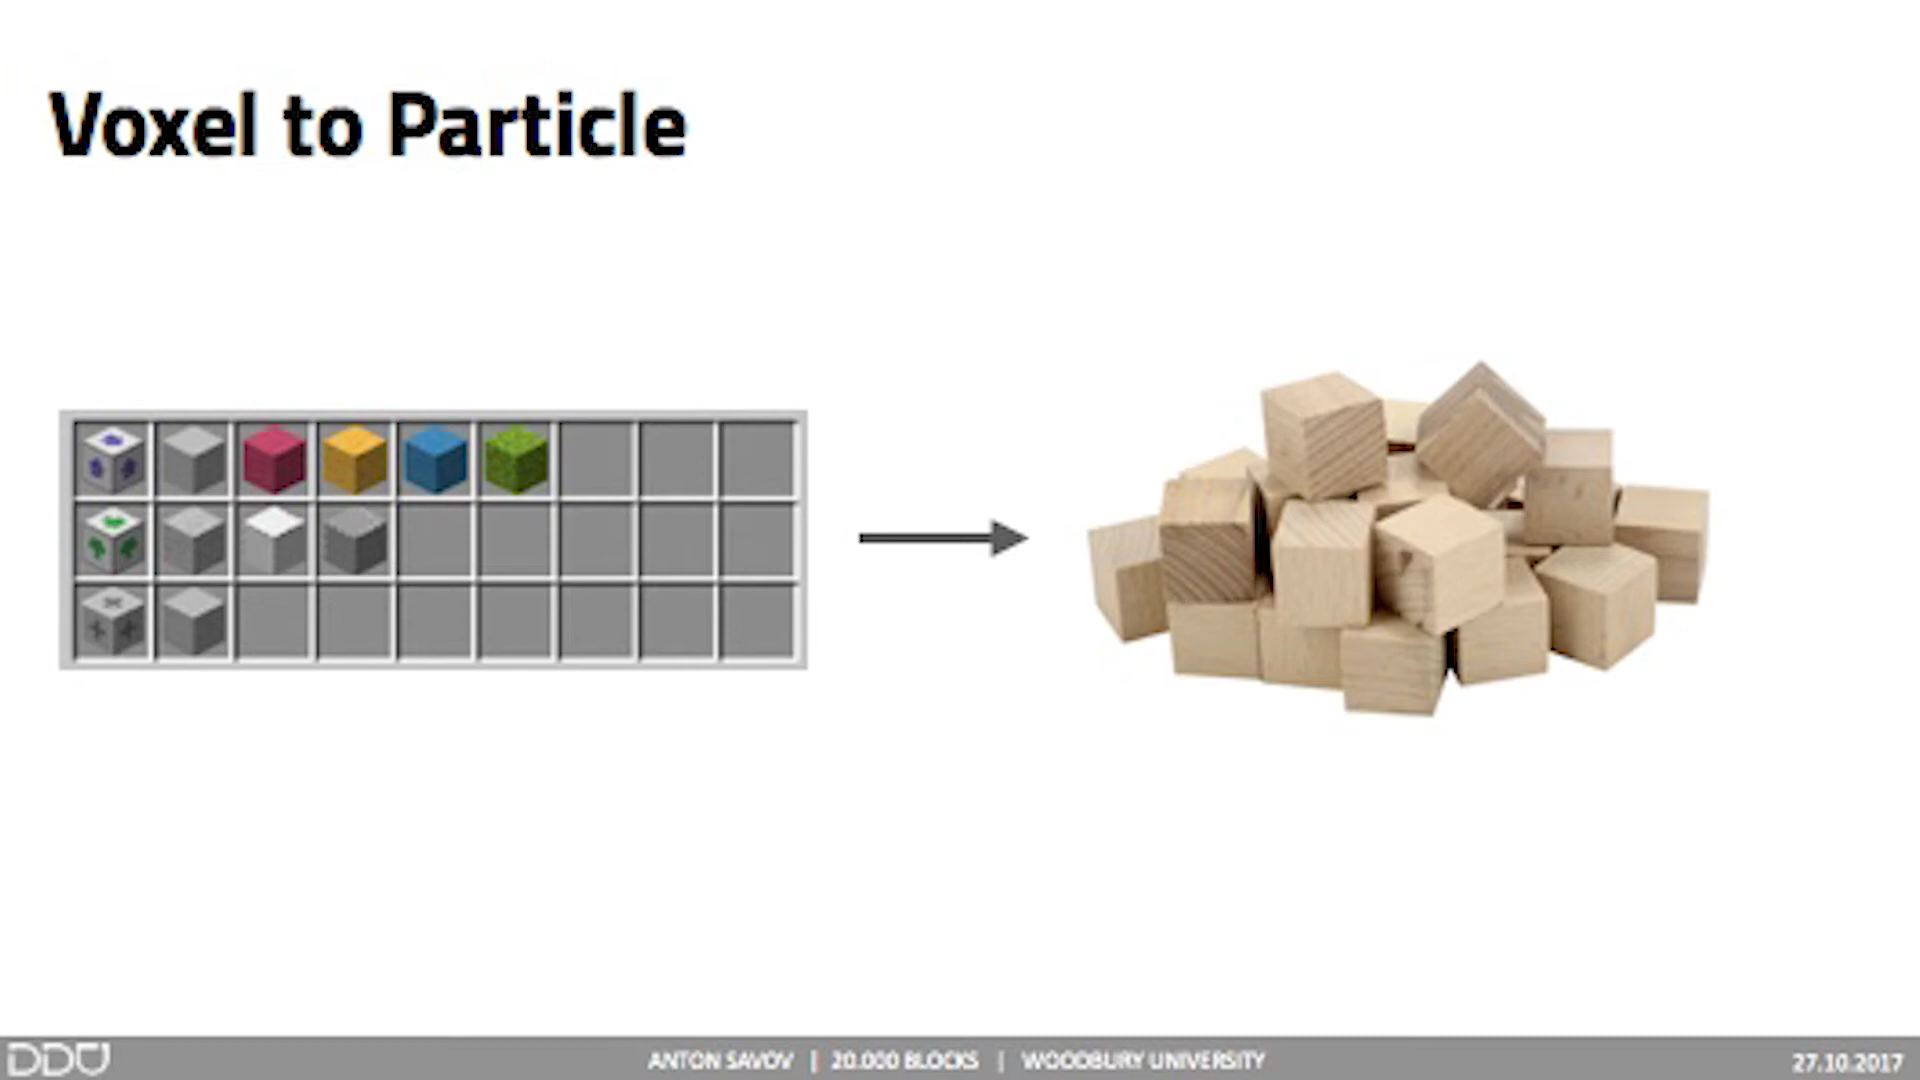 Voxel to Particle
DDU
ANTON SAVOV | 20.000 BLOCKS | WOODBURY UNIVERSITY
27.10.2017